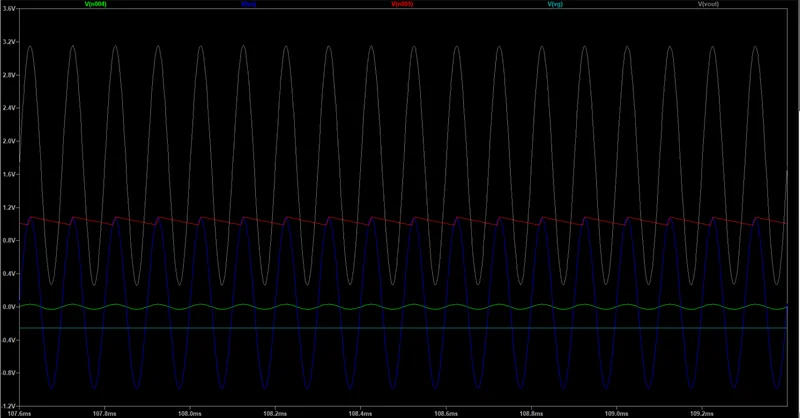 V(n004) V(n005) V(vg) V(vout)
3.6V
3.2V
2.8V
2.4V
2.0V
1.6V
1.2V
0.8V
0.4V
0.0V
-0.4V
-0.8V
-1.2V
107.6ms 107.8ms 108.0ms 108.2ms 108.4ms 108.6ms 108.8ms 109.0ms 109.2ms